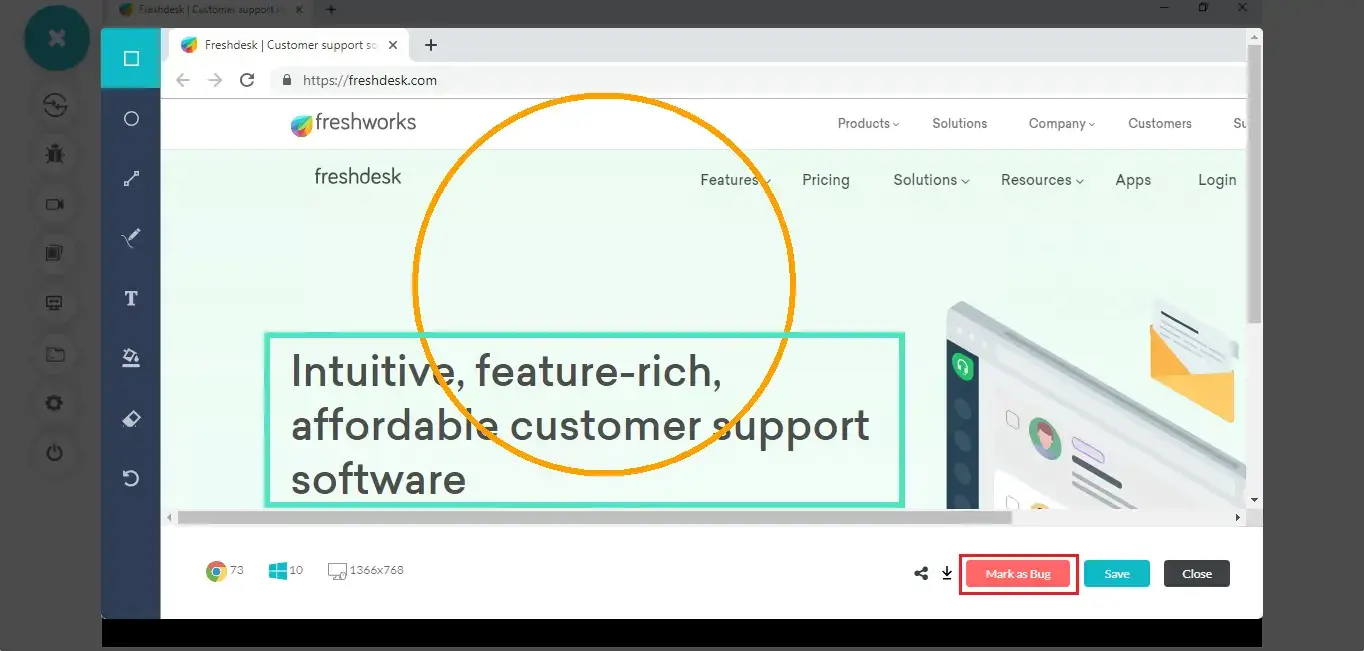 Freshdesk | Customer support
Freshdesk | Customer support so
https://freshdesk.com
freshworks
Products
Solutions
Company
Customers
Su
freshdesk
Features
Pricing
Solutions
Resources
Apps
Login
T
Intuitive, feature-rich,
affordable customer support
software
73
10
1366x768
Mark as Bug
Save
Close